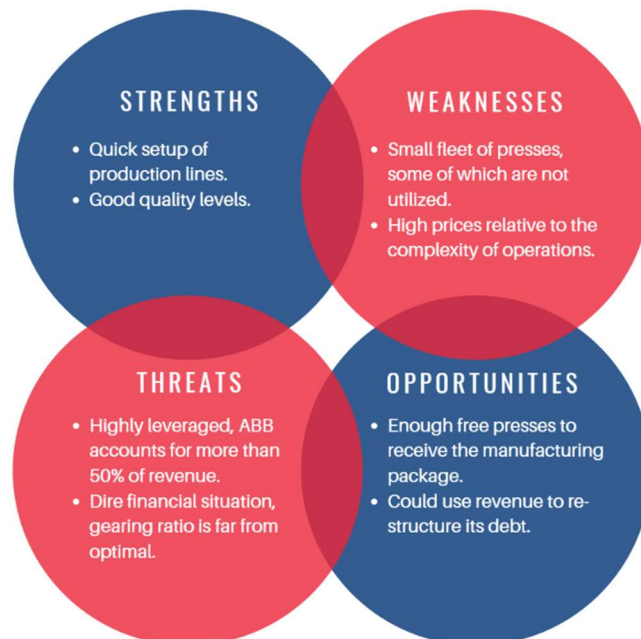 STRENGTHS
• Quick setup of
production lines.
• Good quality levels.
WEAKNESSES
• Small fleet of presses,
some of which are not
utilized.
• High prices relative to the
complexity of operations.
THREATS
• Highly leveraged, ABB
accounts for more than
50% of revenue.
• Dire financial situation,
gearing ratio is far from
optimal.
OPPORTUNITIES
• Enough free presses to
receive the manufacturing
package.
• Could use revenue to re-
structure its debt.